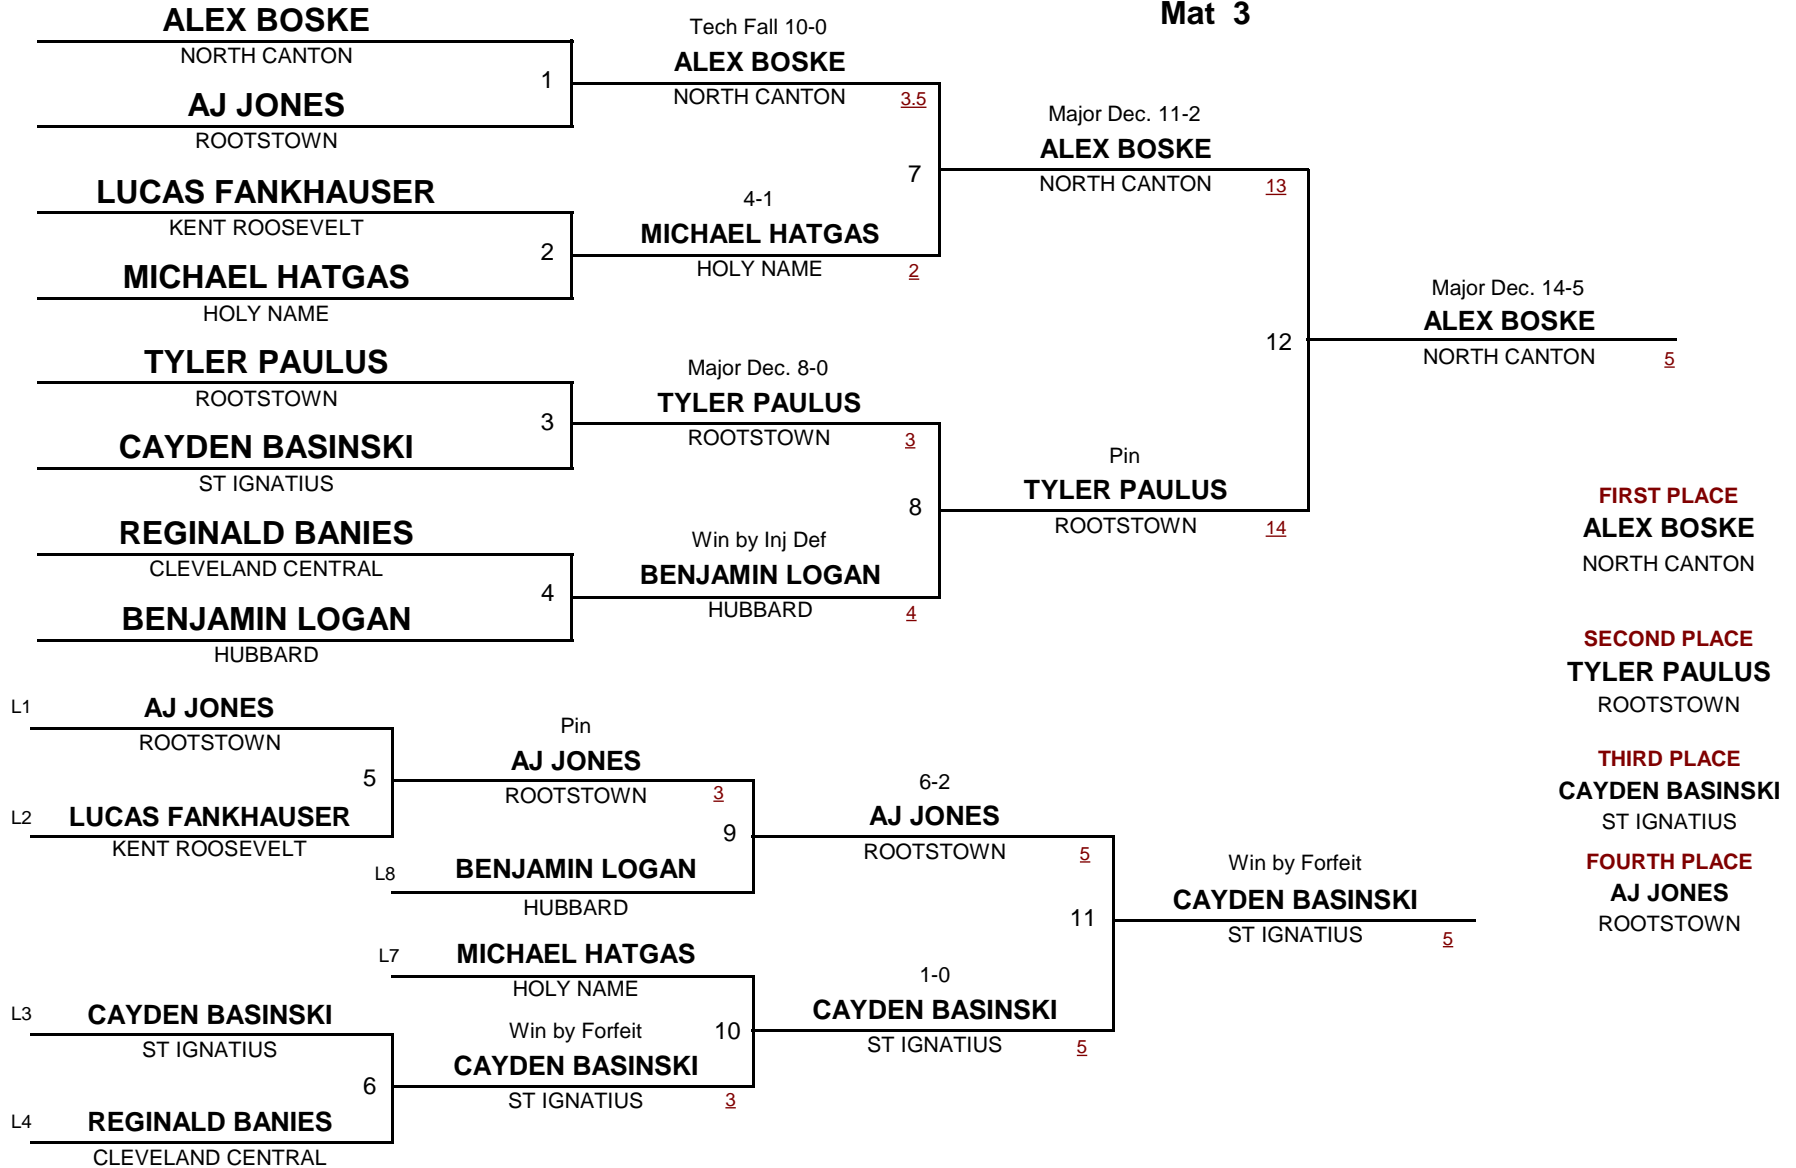 Mat 3
ALEX BOSKE
NORTH CANTON
1
AJ JONES
ROOTSTOWN
LUCAS FANKHAUSER
KENT ROOSEVELT
2
MICHAEL HATGAS
HOLY NAME
TYLER PAULUS
ROOTSTOWN
3
CAYDEN BASINSKI
ST IGNATIUS
REGINALD BANIES
CLEVELAND CENTRAL
4
BENJAMIN LOGAN
HUBBARD
Tech Fall 10-0
ALEX BOSKE
NORTH CANTON 3.5
7
4-1
MICHAEL HATGAS
HOLY NAME 2
Major Dec. 8-0
TYLER PAULUS
ROOTSTOWN 3
8
Win by Inj Def
BENJAMIN LOGAN
HUBBARD 4
Major Dec. 11-2
ALEX BOSKE
NORTH CANTON 13
12
Pin
TYLER PAULUS
ROOTSTOWN 14
Major Dec. 14-5
ALEX BOSKE
NORTH CANTON 5
L1 AJ JONES
ROOTSTOWN
5
L2 LUCAS FANKHAUSER
KENT ROOSEVELT
L3 CAYDEN BASINSKI
ST IGNATIUS
6
L4 REGINALD BANIES
CLEVELAND CENTRAL
Pin
AJ JONES
ROOTSTOWN 3
9
L8 BENJAMIN LOGAN
HUBBARD
L7 MICHAEL HATGAS
HOLY NAME
Win by Forfeit 10
CAYDEN BASINSKI
ST IGNATIUS 3
6-2
AJ JONES
ROOTSTOWN 5
11
1-0
CAYDEN BASINSKI
ST IGNATIUS 5
Win by Forfeit
CAYDEN BASINSKI
ST IGNATIUS 5
FIRST PLACE
ALEX BOSKE
NORTH CANTON
SECOND PLACE
TYLER PAULUS
ROOTSTOWN
THIRD PLACE
CAYDEN BASINSKI
ST IGNATIUS
FOURTH PLACE
AJ JONES
ROOTSTOWN